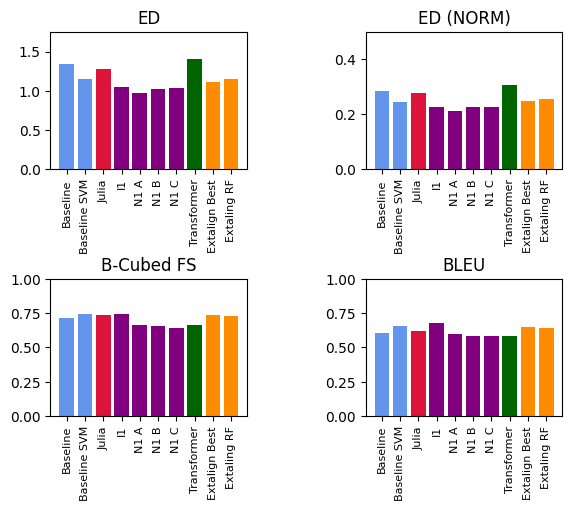 ED
1.5
1.0
0.5
0.0
Baseline
Baseline SVM
Julia
I1
N1 A
N1 B
N1 C
Transformer
Extalign Best
Extaling RF
ED (NORM)
0.4
0.2
0.0
Baseline
Baseline SVM
Julia
I1
N1 A
N1 B
N1 C
Transformer
Extalign Best
Extaling RF
B-Cubed FS
1.00
0.75
0.50
0.25
0.00
Baseline
Baseline SVM
Julia
I1
N1 A
N1 B
N1 C
Transformer
Extalign Best
Extaling RF
BLEU
1.00
0.75
0.50
0.25
0.00
Baseline
Baseline SVM
Julia
I1
N1 A
N1 B
N1 C
Transformer
Extalign Best
Extaling RF